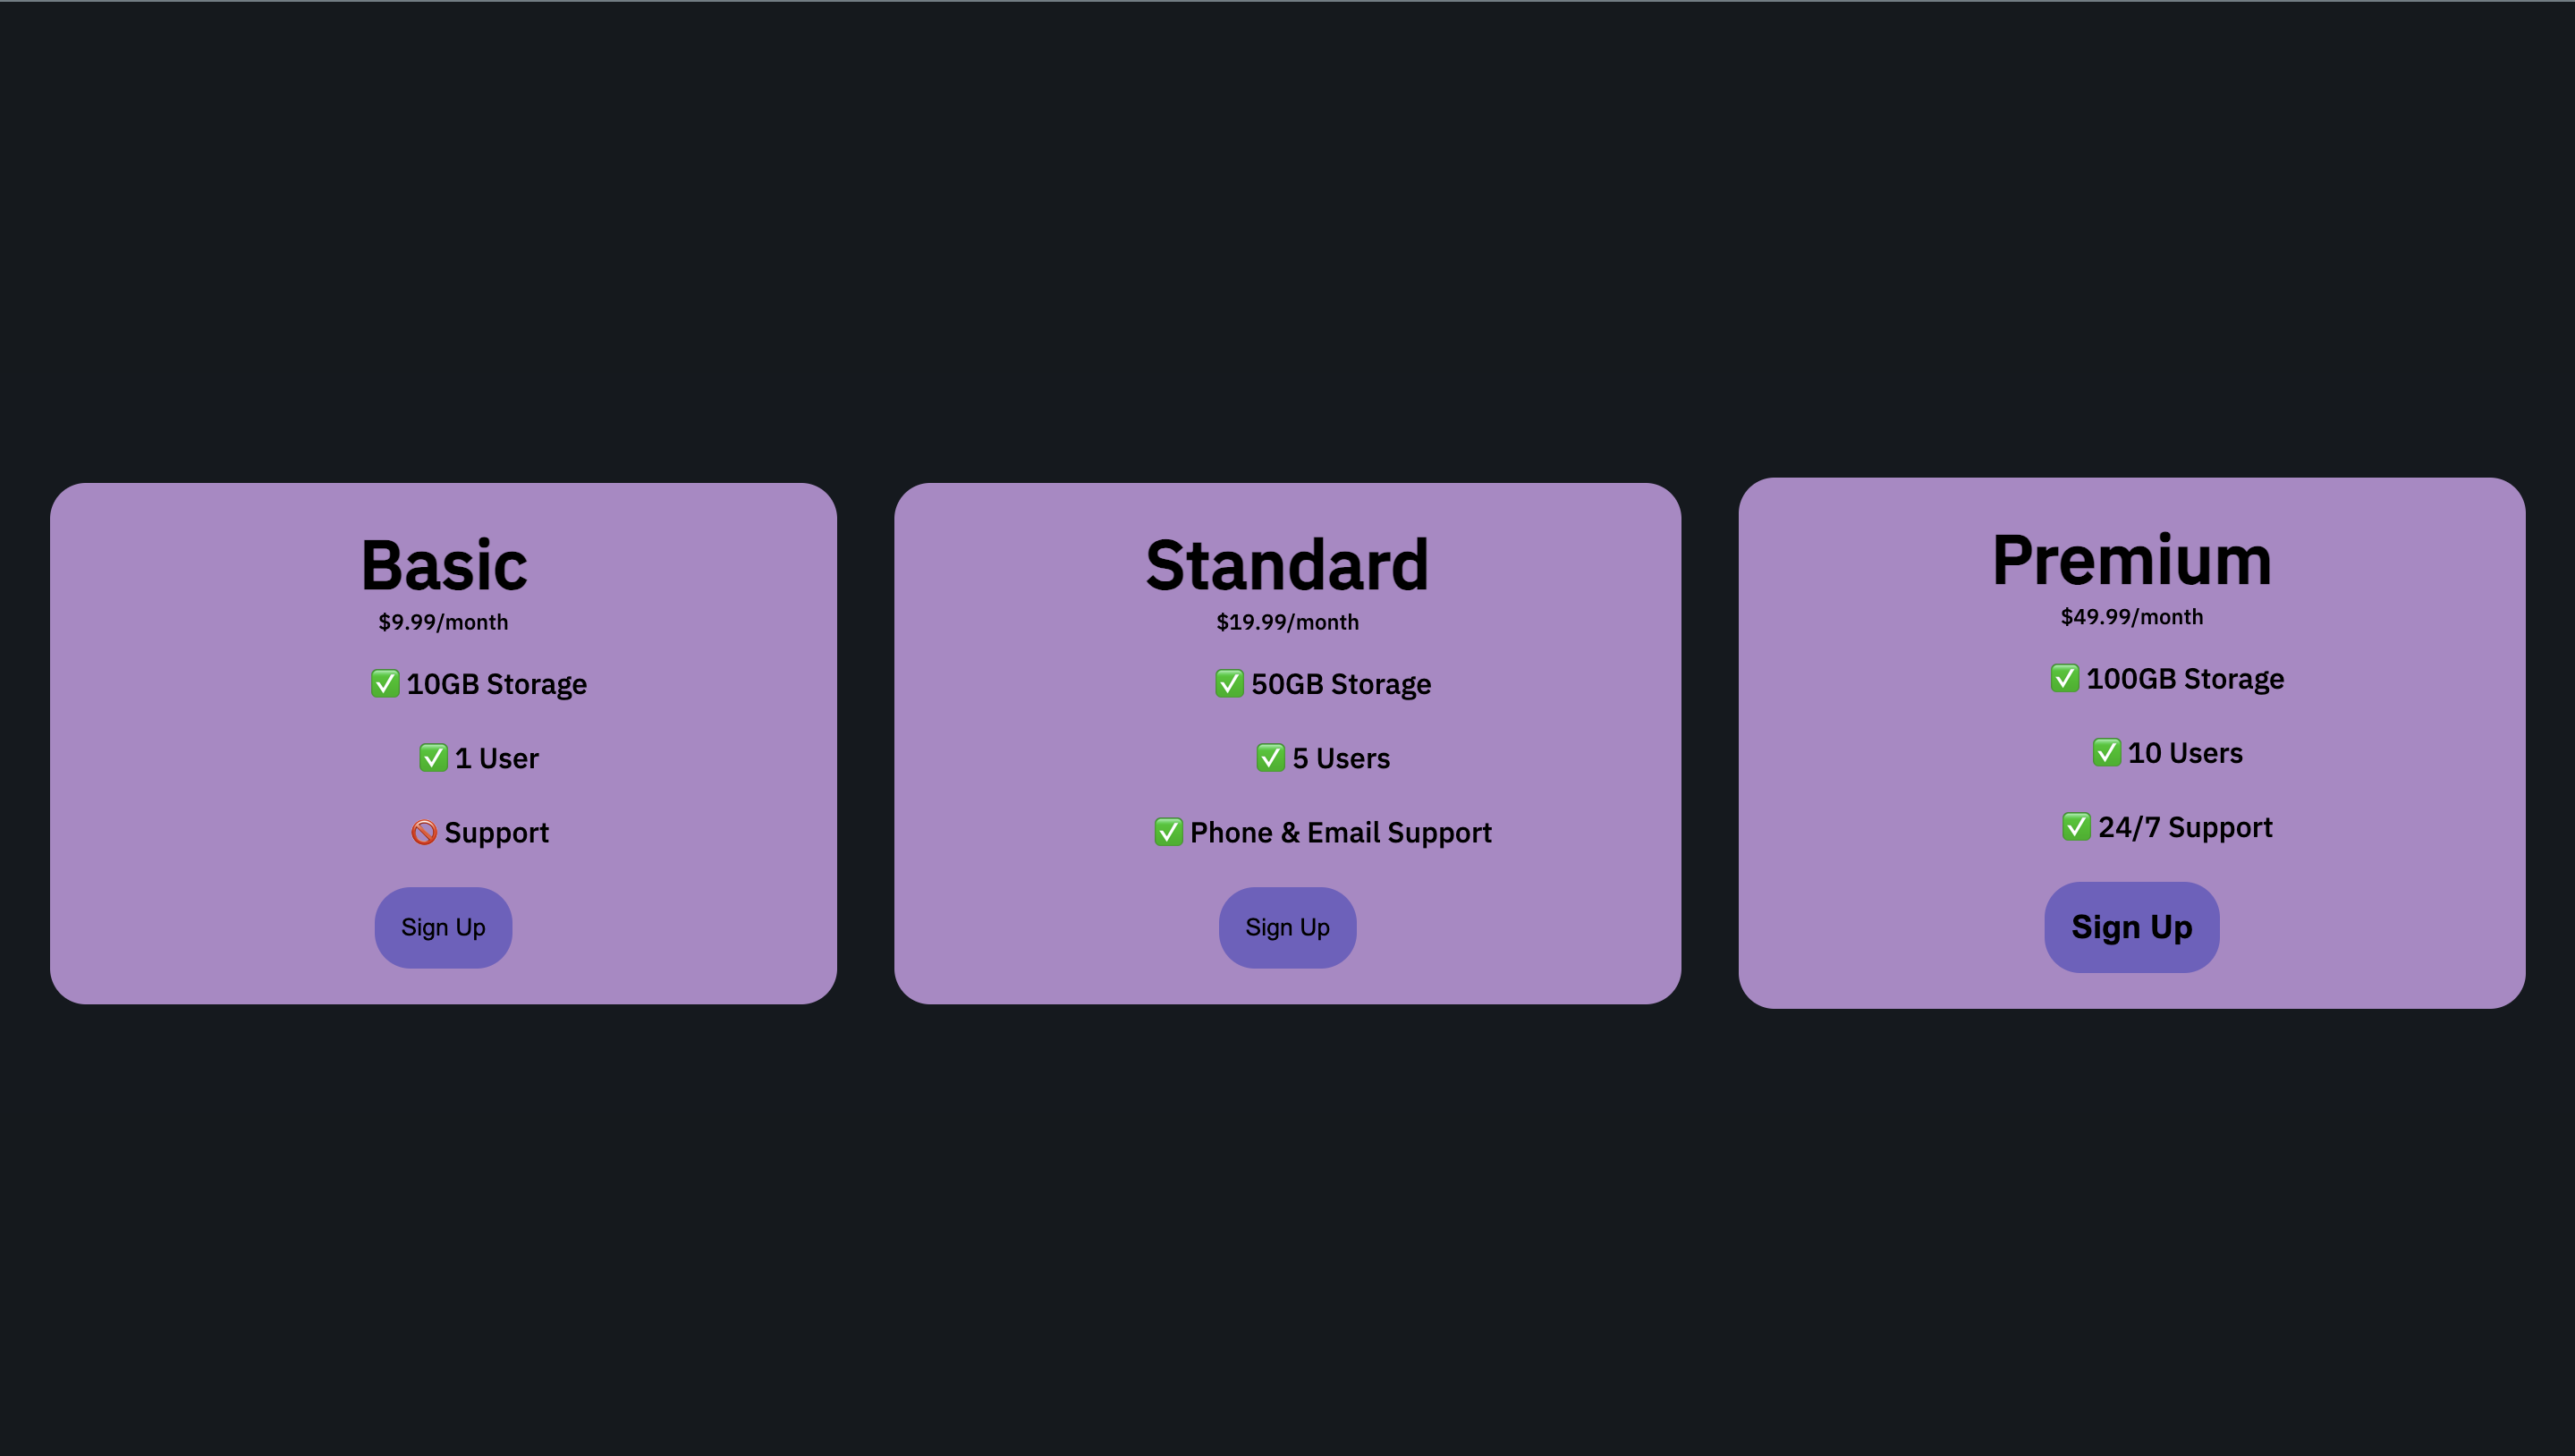 Basic
$9.99/month
✅ 10GB Storage
✅ 1 User
🚫 Support
Sign Up
Standard
$19.99/month
✅ 50GB Storage
✅ 5 Users
✅ Phone & Email Support
Sign Up
Premium
$49.99/month
✅ 100GB Storage
✅ 10 Users
✅ 24/7 Support
Sign Up